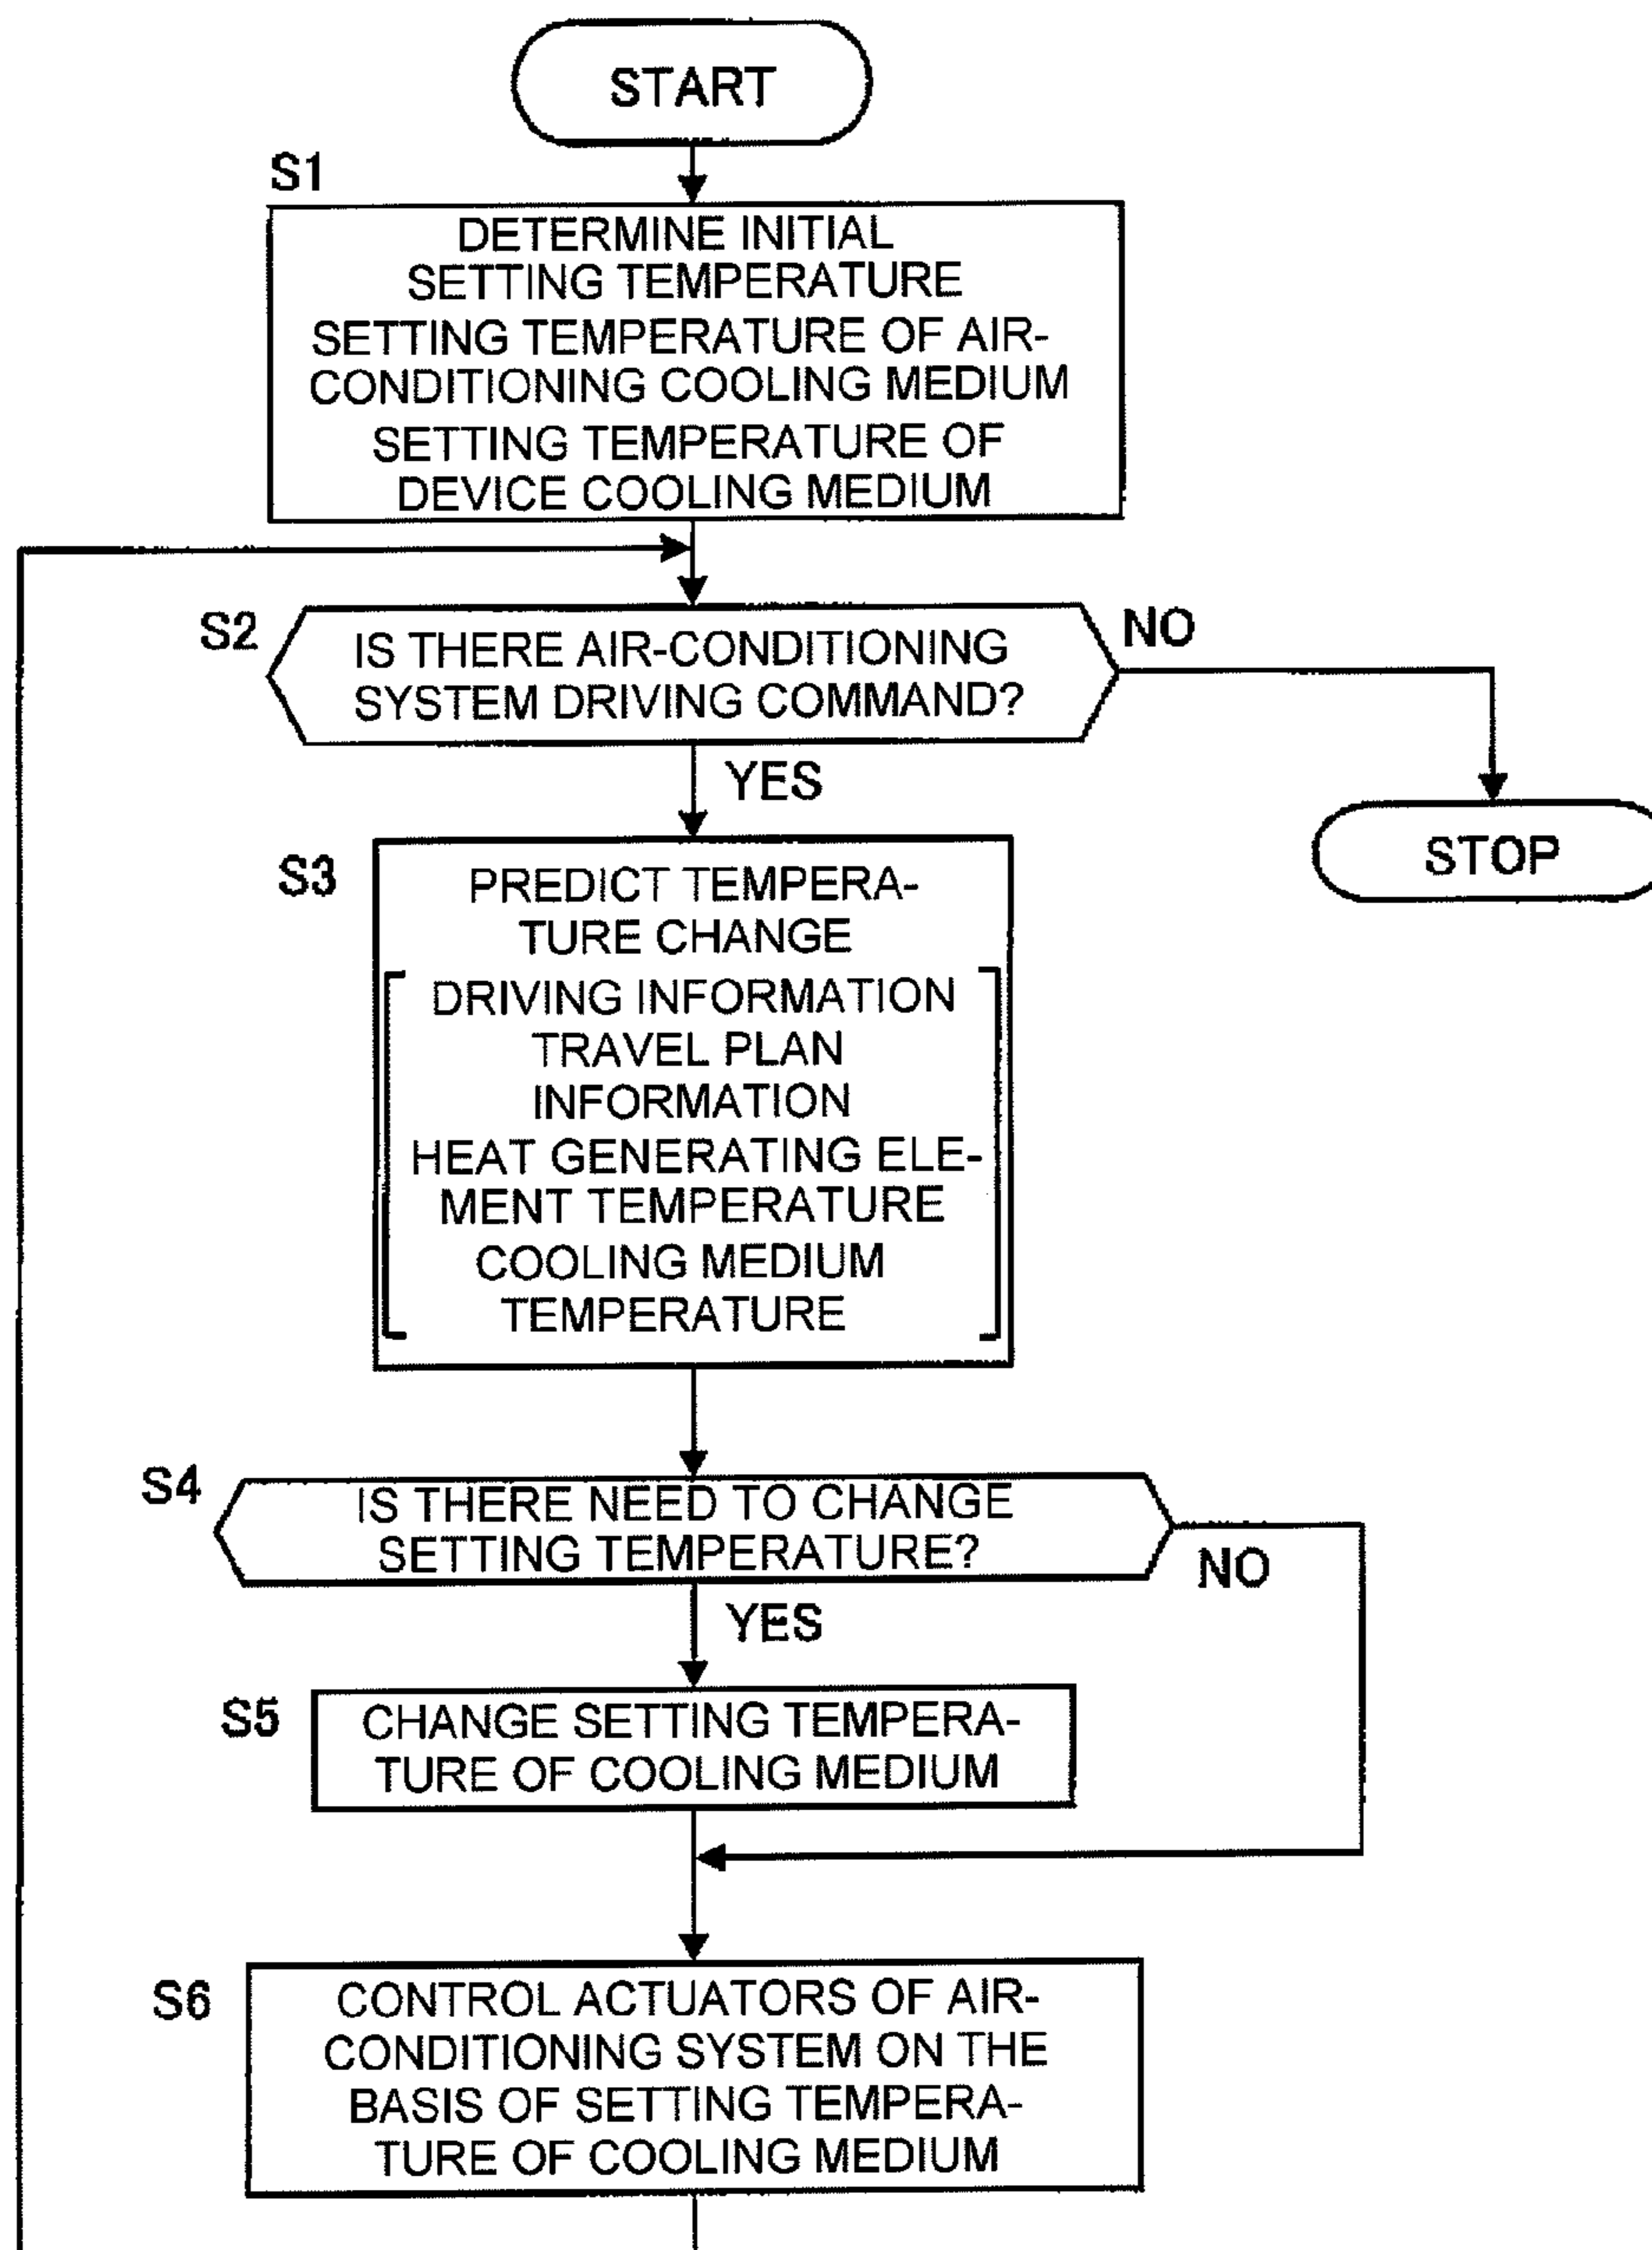 START
S1
DETERMINE INITIAL
SETTING TEMPERATURE
SETTING TEMPERATURE OF AIR-
CONDITIONING COOLING MEDIUM
SETTING TEMPERATURE OF
DEVICE COOLING MEDIUM
S2
IS THERE AIR-CONDITIONING
SYSTEM DRIVING COMMAND?
NO
YES
STOP
S3
PREDICT TEMPERA-
TURE CHANGE
DRIVING INFORMATION
TRAVEL PLAN
INFORMATION
HEAT GENERATING ELE-
MENT TEMPERATURE
COOLING MEDIUM
TEMPERATURE
S4
IS THERE NEED TO CHANGE
SETTING TEMPERATURE?
NO
YES
S5
CHANGE SETTING TEMPERA-
TURE OF COOLING MEDIUM
S6
CONTROL ACTUATORS OF AIR-
CONDITIONING SYSTEM ON THE
BASIS OF SETTING TEMPERA-
TURE OF COOLING MEDIUM